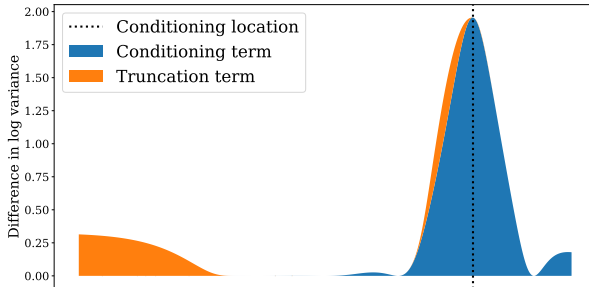 Difference in log variance
2.00
1.75
1.50
1.25
1.00
0.75
0.50
0.25
0.00
Conditioning location
Conditioning term
Truncation term